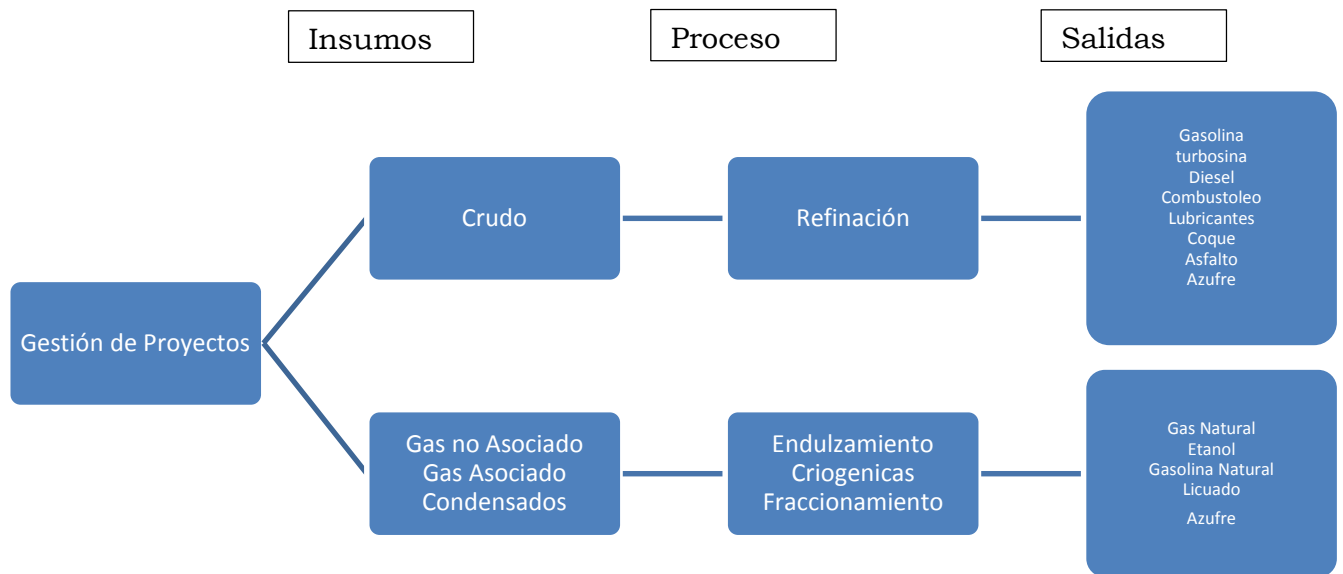 Insumos
Proceso
Salidas
Gestión de Proyectos
Crudo
Refinación
Gasolina
turbosina
Diesel
Combustoleo
Lubricantes
Coque
Asfalto
Azufre
Gas no Asociado
Gas Asociado
Condensados
Endulzamiento
Criogenicas
Fraccionamiento
Gas Natural
Etanol
Gasolina Natural
Licuado
Azufre